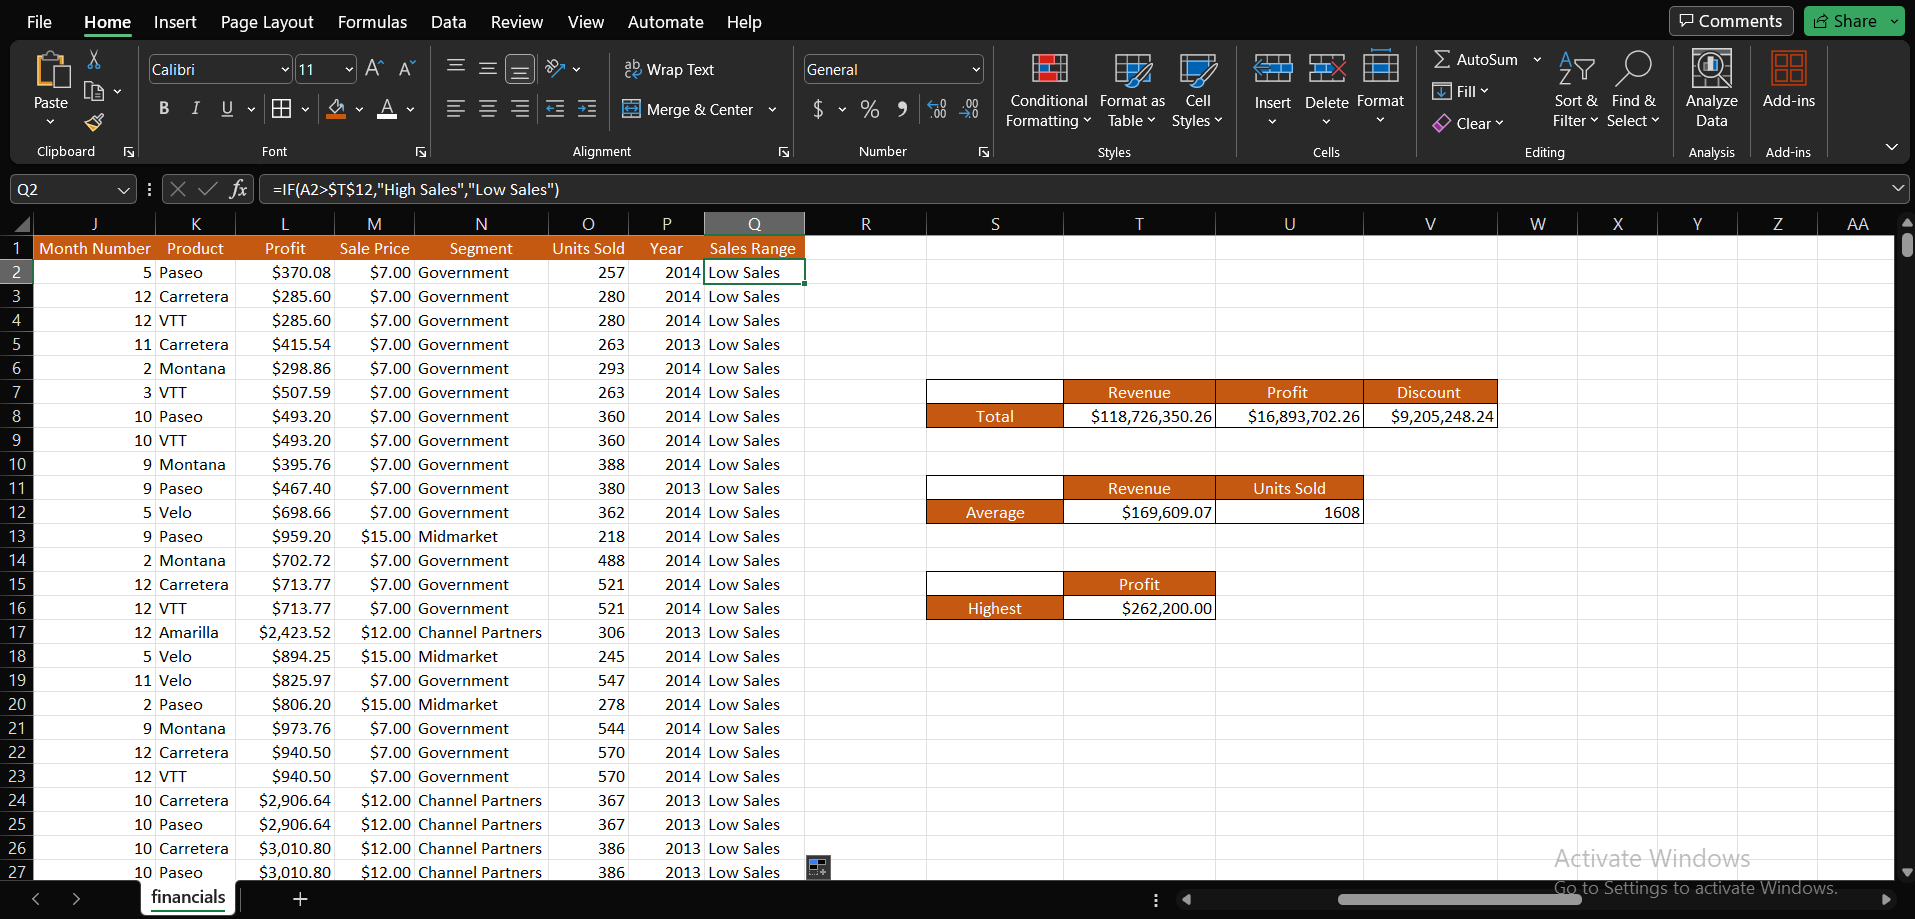 File Home Insert Page Layout Formulas Data Review View Automate Help Comments Share
Calibri 11 Wrap Text General AutoSum
Paste Conditional Formatting Format as Table Cell Styles Insert Delete Format Fill Sort & Filter Find & Select Analyze Data Add-ins
B I U Merge & Center $ % Clear
Clipboard Font Alignment Number Styles Cells Editing Analysis Add-ins
Q2 fx =IF(A2>$T$12,"High Sales","Low Sales")
J K L M N O P Q R S T U V W X Y Z AA
1 Month Number Product Profit Sale Price Segment Units Sold Year Sales Range
2 5 Paseo $370.08 $7.00 Government 257 2014 Low Sales
3 12 Carretera $285.60 $7.00 Government 280 2014 Low Sales
4 12 VTT $285.60 $7.00 Government 280 2014 Low Sales
5 11 Carretera $415.54 $7.00 Government 263 2013 Low Sales
6 2 Montana $298.86 $7.00 Government 293 2014 Low Sales
7 3 VTT $507.59 $7.00 Government 263 2014 Low Sales Revenue Profit Discount
8 10 Paseo $493.20 $7.00 Government 360 2014 Low Sales Total $118,726,350.26 $16,893,702.26 $9,205,248.24
9 10 VTT $493.20 $7.00 Government 360 2014 Low Sales
10 9 Montana $395.76 $7.00 Government 388 2014 Low Sales
11 9 Paseo $467.40 $7.00 Government 380 2013 Low Sales Revenue Units Sold
12 5 Velo $698.66 $7.00 Government 362 2014 Low Sales Average $169,609.07 1608
13 9 Paseo $959.20 $15.00 Midmarket 218 2014 Low Sales
14 2 Montana $702.72 $7.00 Government 488 2014 Low Sales
15 12 Carretera $713.77 $7.00 Government 521 2014 Low Sales Profit
16 12 VTT $713.77 $7.00 Government 521 2014 Low Sales Highest $262,200.00
17 12 Amarilla $2,423.52 $12.00 Channel Partners 306 2013 Low Sales
18 5 Velo $894.25 $15.00 Midmarket 245 2014 Low Sales
19 11 Velo $825.97 $7.00 Government 547 2014 Low Sales
20 2 Paseo $806.20 $15.00 Midmarket 278 2014 Low Sales
21 9 Montana $973.76 $7.00 Government 544 2014 Low Sales
22 12 Carretera $940.50 $7.00 Government 570 2014 Low Sales
23 12 VTT $940.50 $7.00 Government 570 2014 Low Sales
24 10 Carretera $2,906.64 $12.00 Channel Partners 367 2013 Low Sales
25 10 Paseo $2,906.64 $12.00 Channel Partners 367 2013 Low Sales
26 10 Carretera $3,010.80 $12.00 Channel Partners 386 2013 Low Sales
27 10 Paseo $3,010.80 $12.00 Channel Partners 386 2013 Low Sales
Activate Windows
Go to Settings to activate Windows.
financials